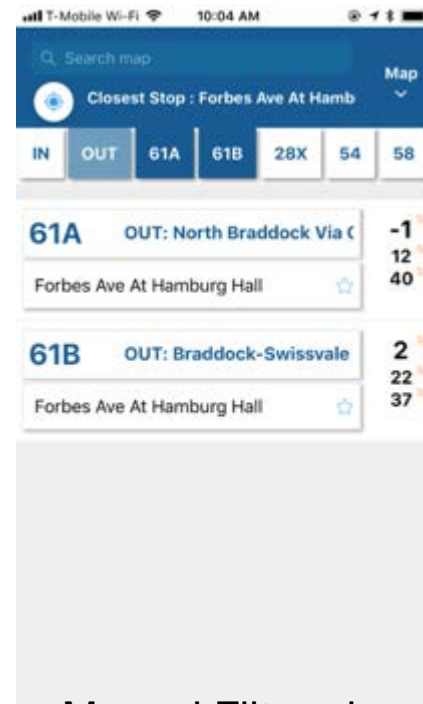 T-Mobile Wi-Fi 10:04 AM
Search map
Map
Closest Stop : Forbes Ave At Hamb
IN OUT 61A 61B 28X 54 58
61A OUT: North Braddock Via
-1
12
Forbes Ave At Hamburg Hall
40
61B OUT: Braddock-Swissvale
2
22
Forbes Ave At Hamburg Hall
37